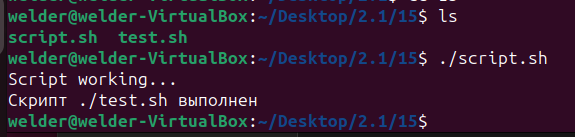 welder@welder-VirtualBox:~/Desktop/2.1/15$ ls
script.sh  test.sh
welder@welder-VirtualBox:~/Desktop/2.1/15$ ./script.sh
Script working...
Скрипт ./test.sh выполнен
welder@welder-VirtualBox:~/Desktop/2.1/15$